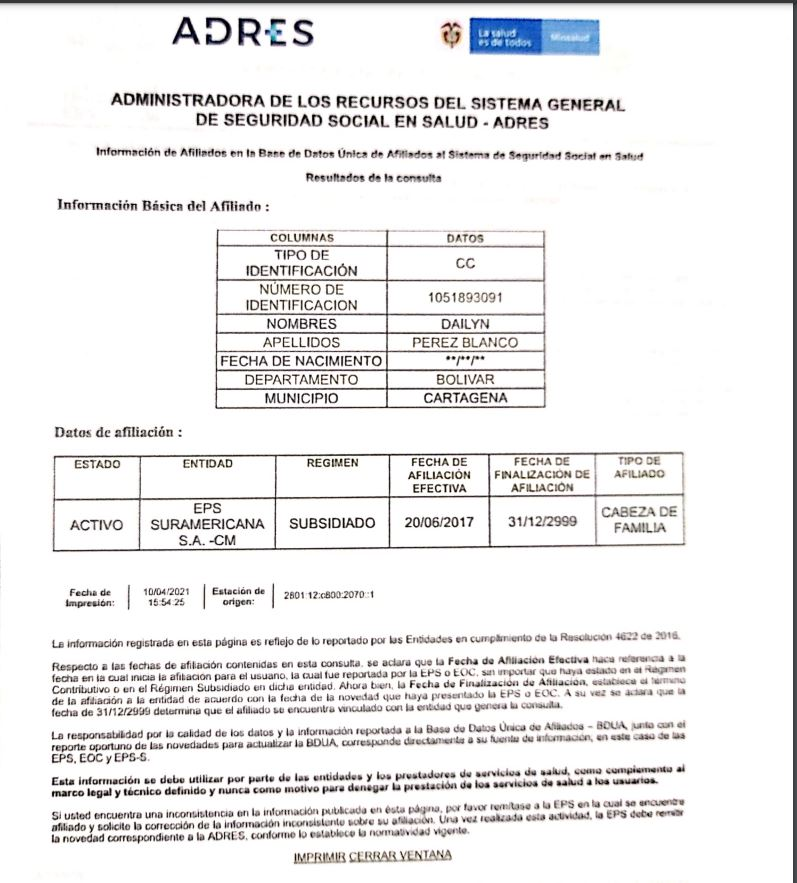 ADRES
La salud
es de todos
Minsalud
ADMINISTRADORA DE LOS RECURSOS DEL SISTEMA GENERAL
DE SEGURIDAD SOCIAL EN SALUD - ADRES
Información de Afiliados en la Base de Datos Única de Afiliados al Sistema de Seguridad Social en Salud
Resultados de la consulta
Información Básica del Afiliado :
COLUMNAS DATOS
TIPO DE IDENTIFICACIÓN CC
NÚMERO DE IDENTIFICACION 1051893091
NOMBRES DAILYN
APELLIDOS PEREZ BLANCO
FECHA DE NACIMIENTO **/**/**
DEPARTAMENTO BOLIVAR
MUNICIPIO CARTAGENA
Datos de afiliación :
ESTADO ENTIDAD REGIMEN FECHA DE AFILIACIÓN EFECTIVA FECHA DE FINALIZACIÓN DE AFILIACIÓN TIPO DE AFILIADO
ACTIVO EPS SURAMERICANA S.A. -CM SUBSIDIADO 20/06/2017 31/12/2999 CABEZA DE FAMILIA
Fecha de Impresión: 10/04/2021 15:54:25 Estación de origen: 2801:12:c800:2070::1
La información registrada en esta página es reflejo de lo reportado por las Entidades en cumplimiento de la Resolución 4622 de 2016.
Respecto a las fechas de afiliación contenidas en esta consulta, se aclara que la Fecha de Afiliación Efectiva hace referencia a la
fecha en la cual inicia la afiliación para el usuario, la cual fue reportada por la EPS o EOC, sin importar que haya estado en el Régimen
Contributivo o en el Régimen Subsidiado en dicha entidad. Ahora bien, la Fecha de Finalización de Afiliación, establece el término
de la afiliación a la entidad de acuerdo con la fecha de la novedad que haya presentado la EPS o EOC. A su vez se aclara que la
fecha de 31/12/2999 determina que el afiliado se encuentra vinculado con la entidad que genera la consulta.
La responsabilidad por la calidad de los datos y la información reportada a la Base de Datos Única de Afiliados – BDUA, junto con el
reporte oportuno de las novedades para actualizar la BDUA, corresponde directamente a su fuente de información; en este caso de las
EPS, EOC y EPS-S.
Esta información se debe utilizar por parte de las entidades y los prestadores de servicios de salud, como complemento al
marco legal y técnico definido y nunca como motivo para denegar la prestación de los servicios de salud a los usuarios.
Si usted encuentra una inconsistencia en la información publicada en ésta página, por favor remítase a la EPS en la cual se encuentre
afiliado y solicite la corrección de la información inconsistente sobre su afiliación. Una vez realizada esta actividad, la EPS debe remitir
la novedad correspondiente a la ADRES, conforme lo establece la normatividad vigente.
IMPRIMIR CERRAR VENTANA